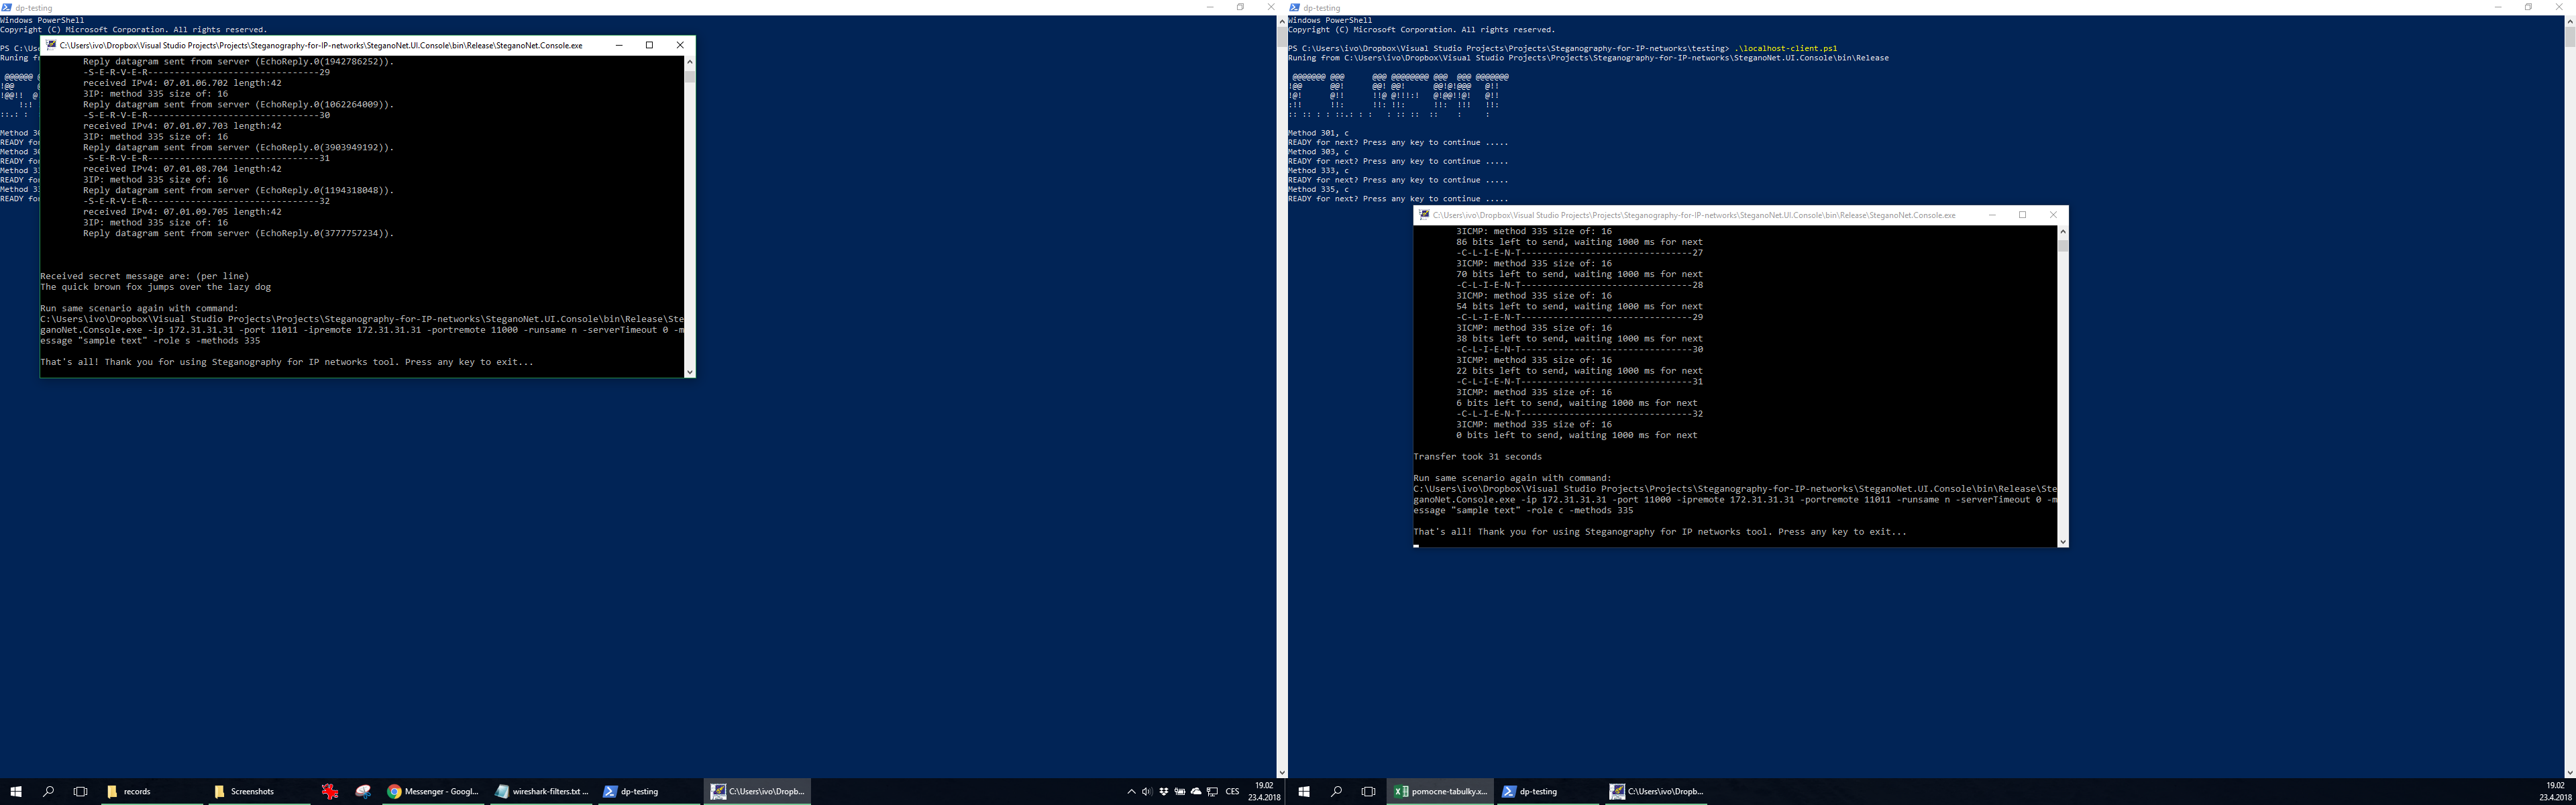 dp-testing
Windows PowerShell
Copyright (C) Microsoft Corporation. All rights reserved.
PS C:\Use
Runing fr
C:\Users\ivo\Dropbox\Visual Studio Projects\Projects\Steganography-for-IP-networks\SteganoNet.UI.Console\bin\Release\SteganoNet.Console.exe
Reply datagram sent from server (EchoReply.0(1942786252)).
-S-E-R-V-E-R--------------------------------29
received IPv4: 07.01.06.702 length:42
3IP: method 335 size of: 16
Reply datagram sent from server (EchoReply.0(1062264009)).
-S-E-R-V-E-R--------------------------------30
received IPv4: 07.01.07.703 length:42
3IP: method 335 size of: 16
Reply datagram sent from server (EchoReply.0(3903949192)).
-S-E-R-V-E-R--------------------------------31
received IPv4: 07.01.08.704 length:42
3IP: method 335 size of: 16
Reply datagram sent from server (EchoReply.0(1194318048)).
-S-E-R-V-E-R--------------------------------32
received IPv4: 07.01.09.705 length:42
3IP: method 335 size of: 16
Reply datagram sent from server (EchoReply.0(3777757234)).
Received secret message are: (per line)
The quick brown fox jumps over the lazy dog
Run same scenario again with command:
C:\Users\ivo\Dropbox\Visual Studio Projects\Projects\Steganography-for-IP-networks\SteganoNet.UI.Console\bin\Release\Ste
ganoNet.Console.exe -ip 172.31.31.31 -port 11011 -ipremote 172.31.31.31 -portremote 11000 -runsame n -serverTimeout 0 -m
essage "sample text" -role s -methods 335
That's all! Thank you for using Steganography for IP networks tool. Press any key to exit...
Method 30
READY for
Method 30
READY for
Method 33
READY for
Method 33
READY for
dp-testing
Windows PowerShell
Copyright (C) Microsoft Corporation. All rights reserved.
PS C:\Users\ivo\Dropbox\Visual Studio Projects\Projects\Steganography-for-IP-networks\testing> .\localhost-client.ps1
Runing from C:\Users\ivo\Dropbox\Visual Studio Projects\Projects\Steganography-for-IP-networks\SteganoNet.UI.Console\bin\Release
Method 301, c
READY for next? Press any key to continue .....
Method 303, c
READY for next? Press any key to continue .....
Method 333, c
READY for next? Press any key to continue .....
Method 335, c
READY for next? Press any key to continue .....
C:\Users\ivo\Dropbox\Visual Studio Projects\Projects\Steganography-for-IP-networks\SteganoNet.UI.Console\bin\Release\SteganoNet.Console.exe
3ICMP: method 335 size of: 16
86 bits left to send, waiting 1000 ms for next
-C-L-I-E-N-T--------------------------------27
3ICMP: method 335 size of: 16
70 bits left to send, waiting 1000 ms for next
-C-L-I-E-N-T--------------------------------28
3ICMP: method 335 size of: 16
54 bits left to send, waiting 1000 ms for next
-C-L-I-E-N-T--------------------------------29
3ICMP: method 335 size of: 16
38 bits left to send, waiting 1000 ms for next
-C-L-I-E-N-T--------------------------------30
3ICMP: method 335 size of: 16
22 bits left to send, waiting 1000 ms for next
-C-L-I-E-N-T--------------------------------31
3ICMP: method 335 size of: 16
6 bits left to send, waiting 1000 ms for next
-C-L-I-E-N-T--------------------------------32
3ICMP: method 335 size of: 16
0 bits left to send, waiting 1000 ms for next
Transfer took 31 seconds
Run same scenario again with command:
C:\Users\ivo\Dropbox\Visual Studio Projects\Projects\Steganography-for-IP-networks\SteganoNet.UI.Console\bin\Release\Ste
ganoNet.Console.exe -ip 172.31.31.31 -port 11000 -ipremote 172.31.31.31 -portremote 11011 -runsame n -serverTimeout 0 -m
essage "sample text" -role c -methods 335
That's all! Thank you for using Steganography for IP networks tool. Press any key to exit...
records
Screenshots
Messenger - Googl...
wireshark-filters.txt ...
dp-testing
C:\Users\ivo\Dropb...
CES
19.02
23.4.2018
pomocne-tabulky.x...
dp-testing
C:\Users\ivo\Dropb...
19.02
23.4.2018